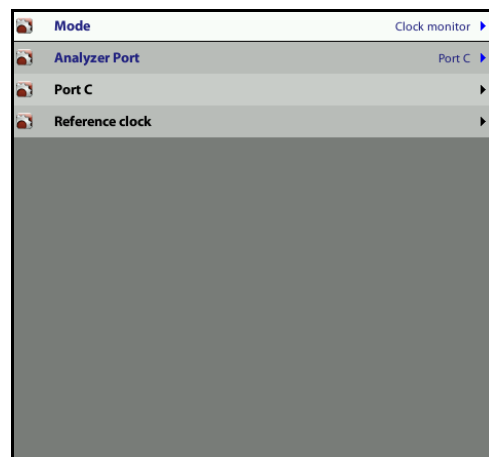 Mode Clock monitor
Analyzer Port Port C
Port C
Reference clock